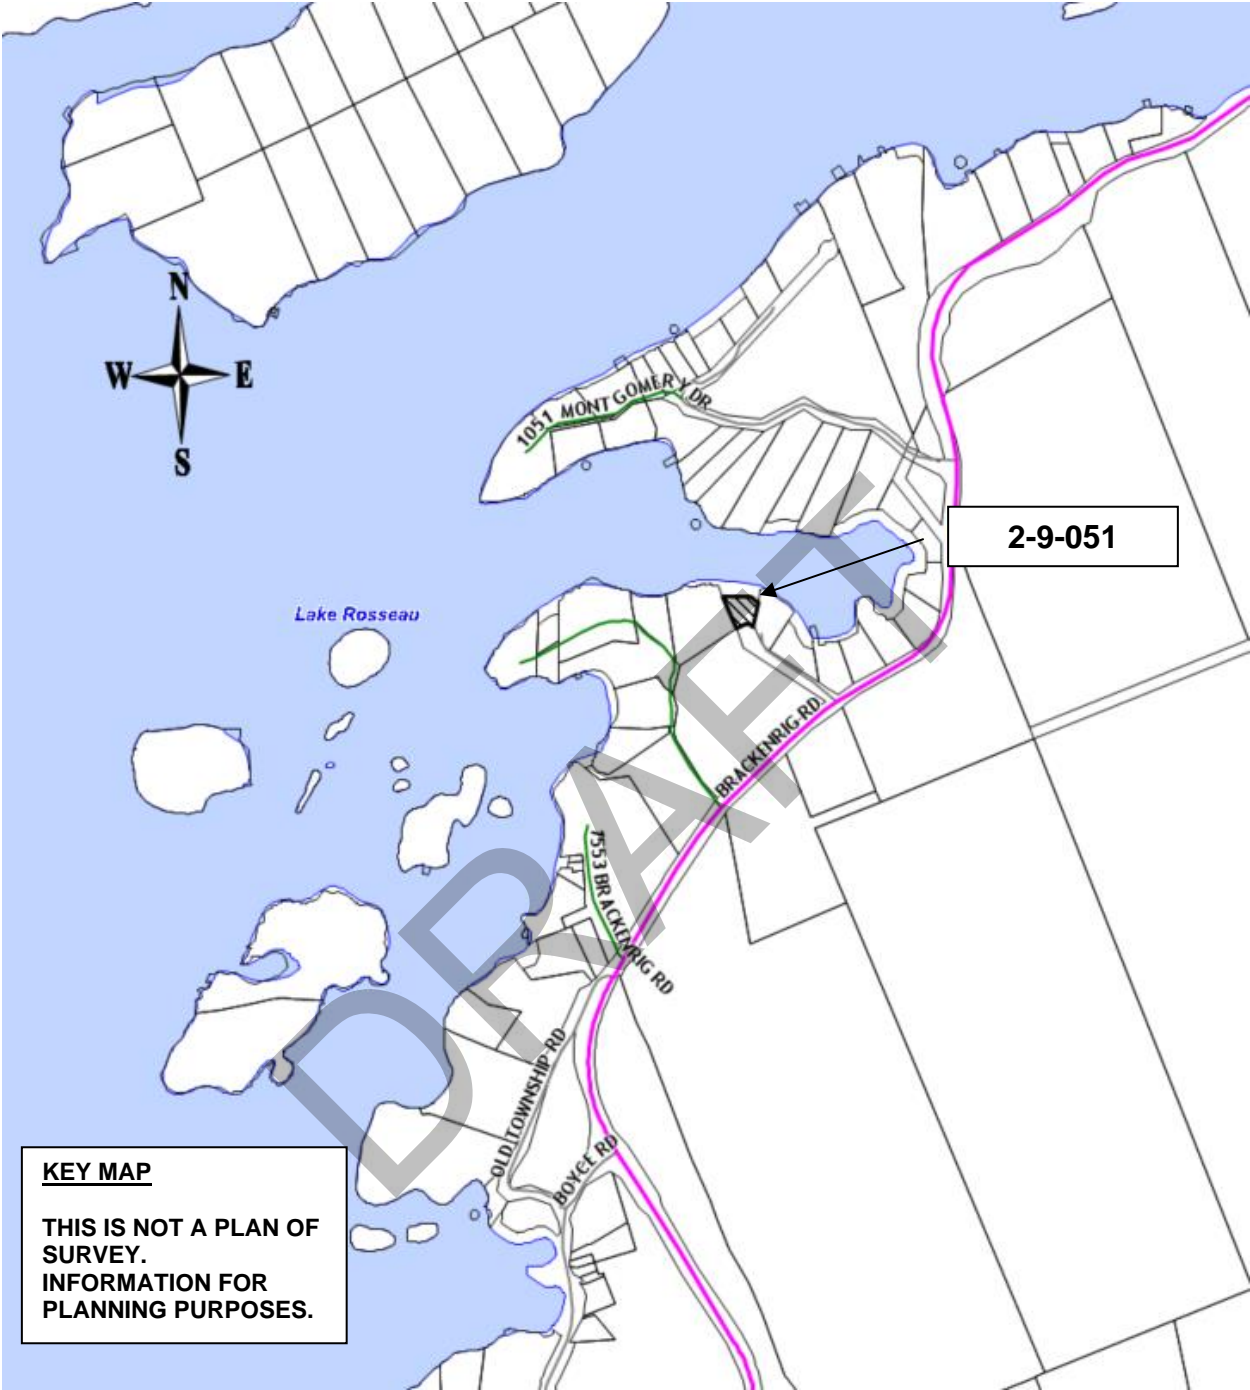 N
W E
S
1051 MONTGOMERY DR
2-9-051
Lake Rosseau
BRACKENRIG RD
7553 BRACKENRIG RD
OLD TOWNSHIP RD
BOYCE RD
DRAFT
KEY MAP
THIS IS NOT A PLAN OF
SURVEY.
INFORMATION FOR
PLANNING PURPOSES.